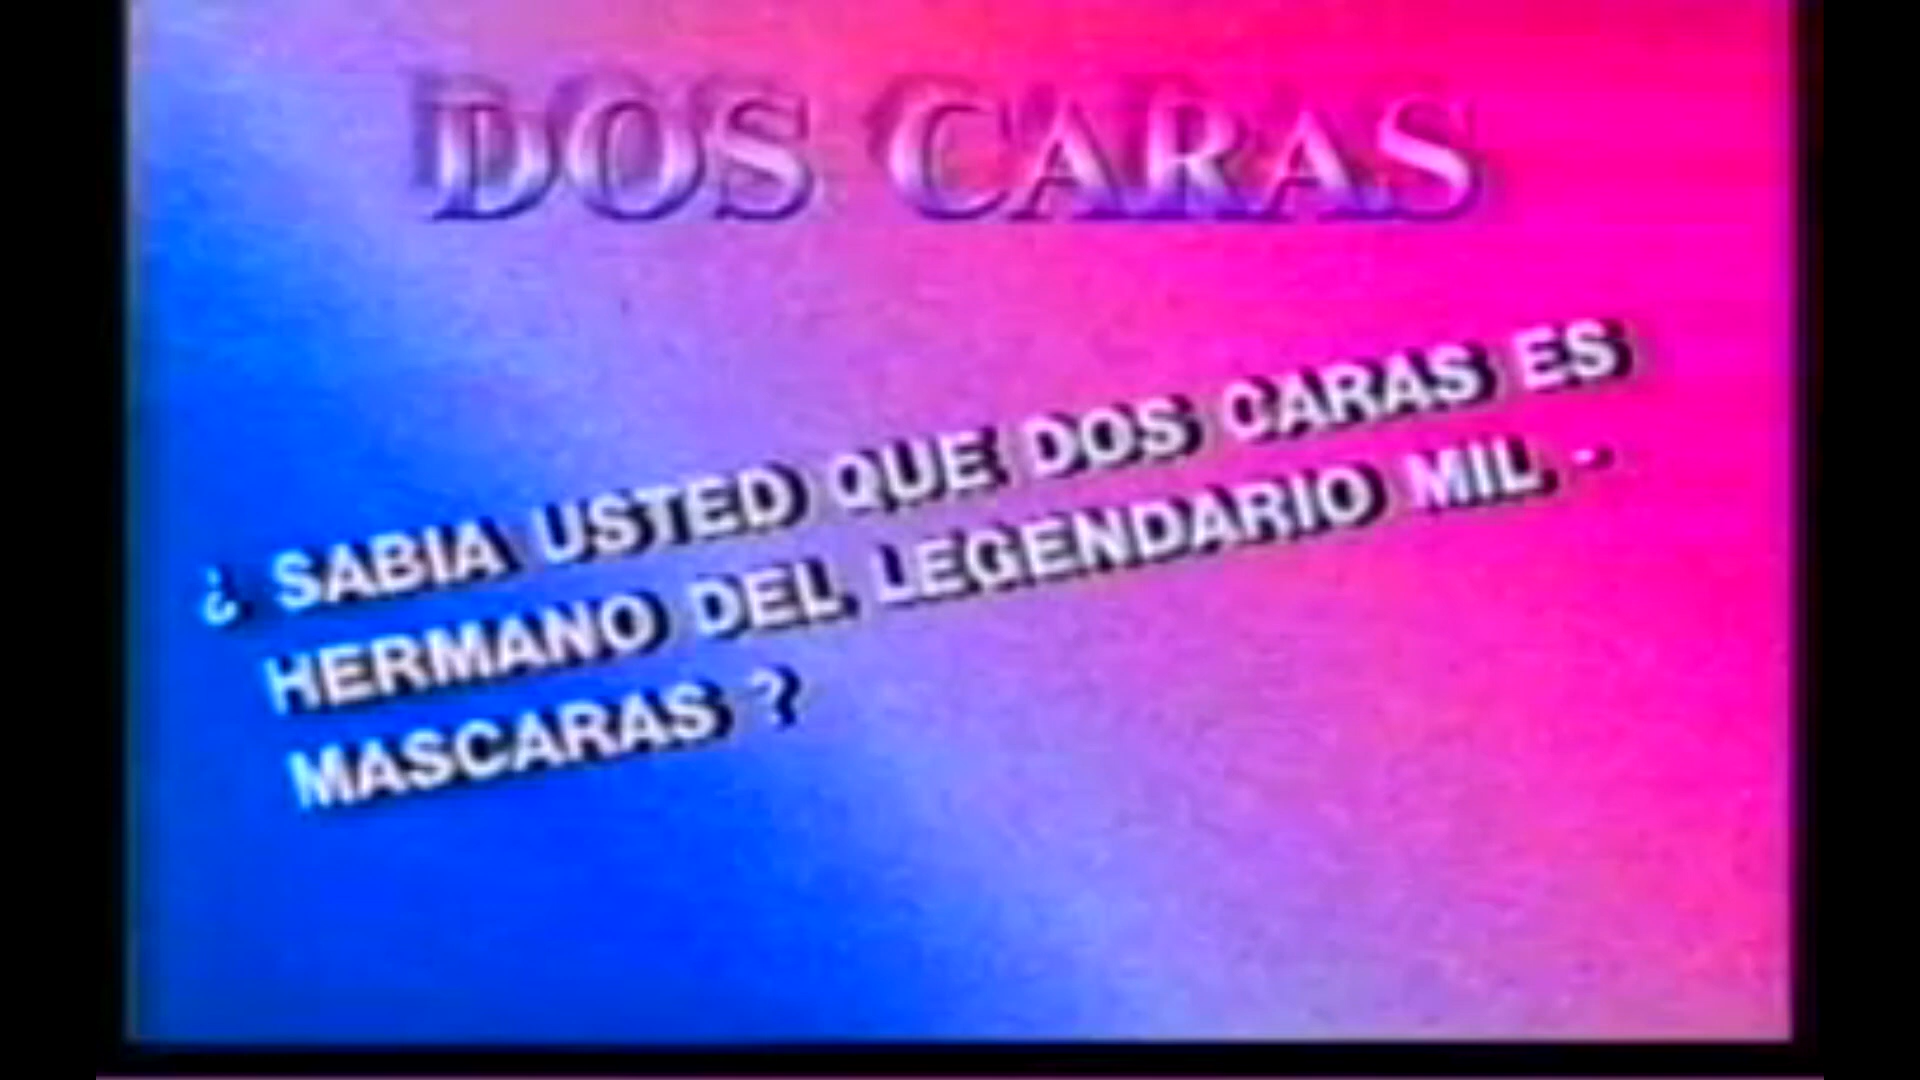 DOS CARAS
¿ SABIA USTED QUE DOS CARAS ES
HERMANO DEL LEGENDARIO MIL -
MASCARAS ?